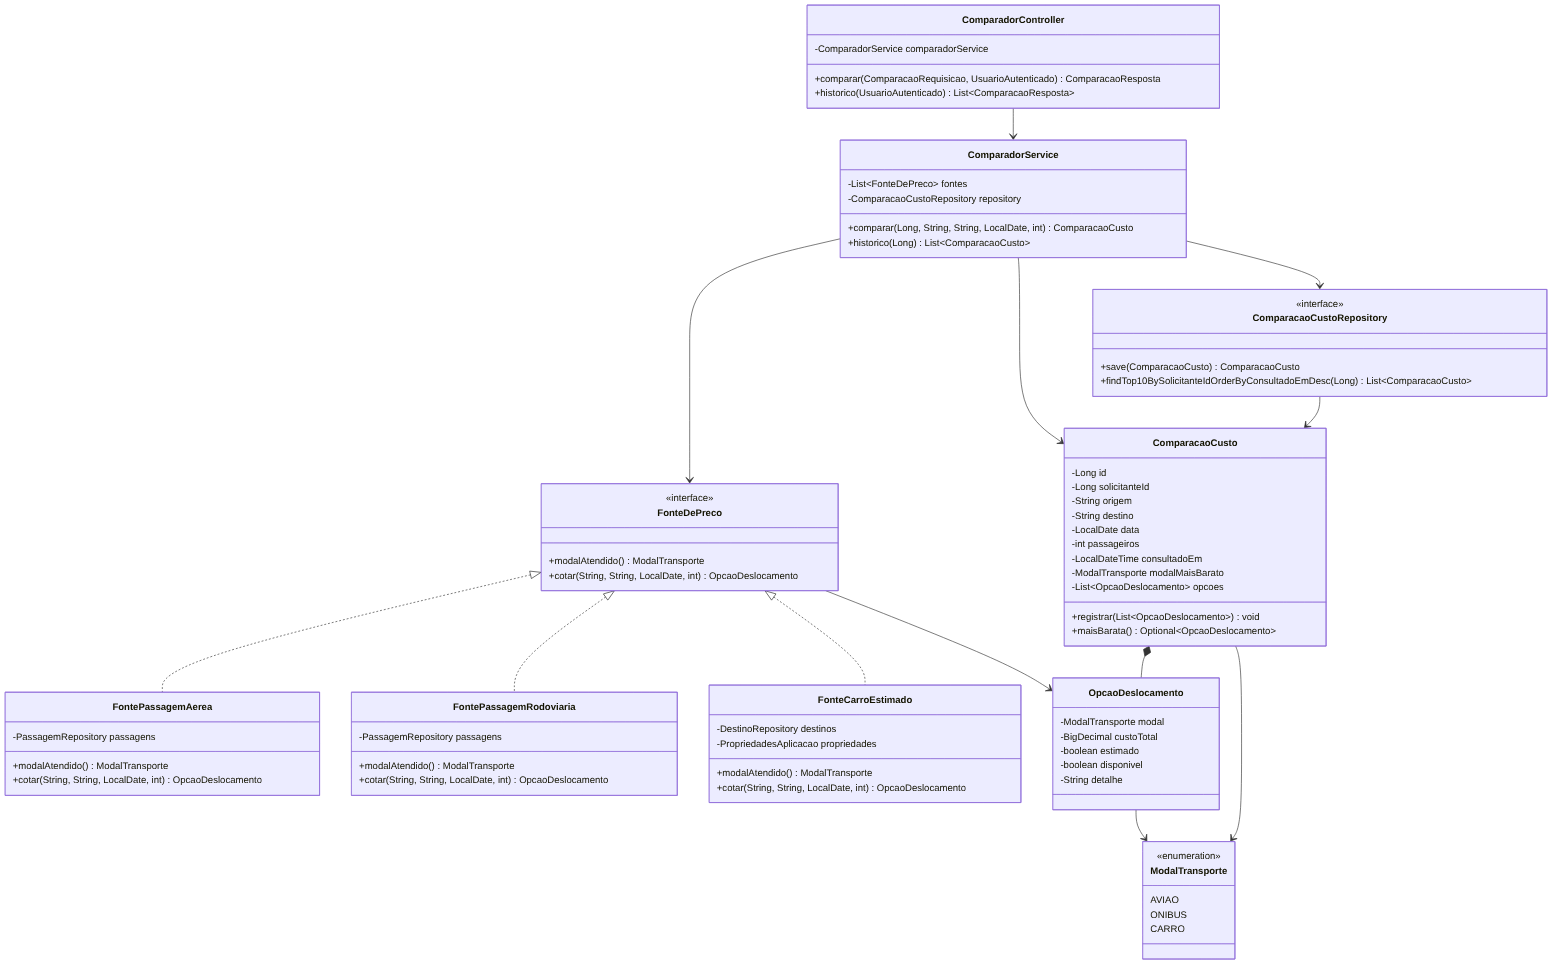 ComparadorController
-ComparadorService comparadorService
+comparar(ComparacaoRequisicao, UsuarioAutenticado) : ComparacaoResposta
+historico(UsuarioAutenticado) : List<ComparacaoResposta>
ComparadorService
-List<FonteDePreco> fontes
-ComparacaoCustoRepository repository
+comparar(Long, String, String, LocalDate, int) : ComparacaoCusto
+historico(Long) : List<ComparacaoCusto>
«interface»
ComparacaoCustoRepository
+save(ComparacaoCusto) : ComparacaoCusto
+findTop10BySolicitanteIdOrderByConsultadoEmDesc(Long) : List<ComparacaoCusto>
ComparacaoCusto
-Long id
-Long solicitanteId
-String origem
-String destino
-LocalDate data
-int passageiros
-LocalDateTime consultadoEm
-ModalTransporte modalMaisBarato
-List<OpcaoDeslocamento> opcoes
+registrar(List<OpcaoDeslocamento>) : void
+maisBarata() : Optional<OpcaoDeslocamento>
«interface»
FonteDePreco
+modalAtendido() : ModalTransporte
+cotar(String, String, LocalDate, int) : OpcaoDeslocamento
FontePassagemAerea
-PassagemRepository passagens
+modalAtendido() : ModalTransporte
+cotar(String, String, LocalDate, int) : OpcaoDeslocamento
FontePassagemRodoviaria
-PassagemRepository passagens
+modalAtendido() : ModalTransporte
+cotar(String, String, LocalDate, int) : OpcaoDeslocamento
FonteCarroEstimado
-DestinoRepository destinos
-PropriedadesAplicacao propriedades
+modalAtendido() : ModalTransporte
+cotar(String, String, LocalDate, int) : OpcaoDeslocamento
OpcaoDeslocamento
-ModalTransporte modal
-BigDecimal custoTotal
-boolean estimado
-boolean disponivel
-String detalhe
«enumeration»
ModalTransporte
AVIAO
ONIBUS
CARRO